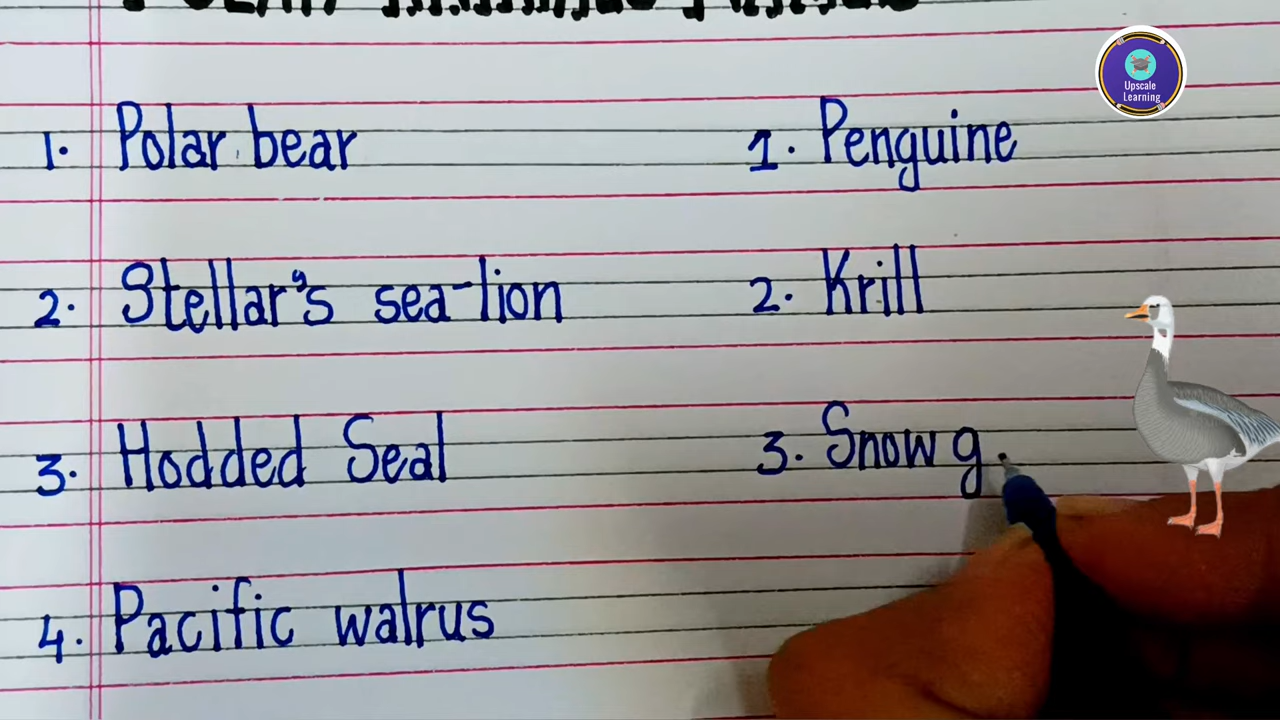 Upscale
Learning
1. Polar bear
1. Penguine
2. Stellar's sea-lion
2. Krill
3. Hodded Seal
3. Snow g
4. Pacific walrus